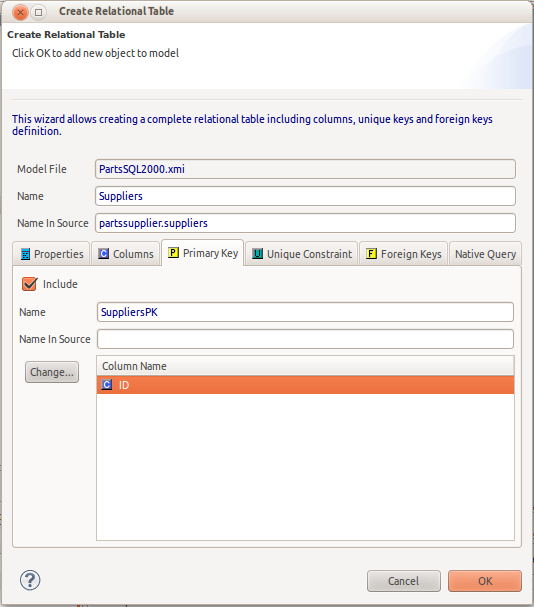 Create Relational Table
Create Relational Table
Click OK to add new object to model
This wizard allows creating a complete relational table including columns, unique keys and foreign keys
definition.
Model File PartsSQL2000.xmi
Name Suppliers
Name In Source partssupplier.suppliers
Properties C Columns P Primary Key U Unique Constraint F Foreign Keys Native Query
Include
Name SuppliersPK
Name In Source
Change... Column Name
C ID
? Cancel OK